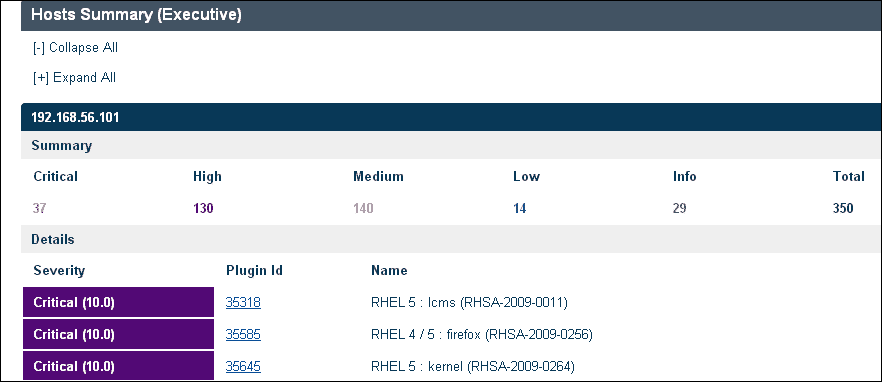 Hosts Summary (Executive)
[-] Collapse All
[+] Expand All
192.168.56.101
Summary
Critical High Medium Low Info Total
37 130 140 14 29 350
Details
Severity Plugin Id Name
Critical (10.0) 35318 RHEL 5 : lcms (RHSA-2009-0011)
Critical (10.0) 35585 RHEL 4 / 5 : firefox (RHSA-2009-0256)
Critical (10.0) 35645 RHEL 5 : kernel (RHSA-2009-0264)